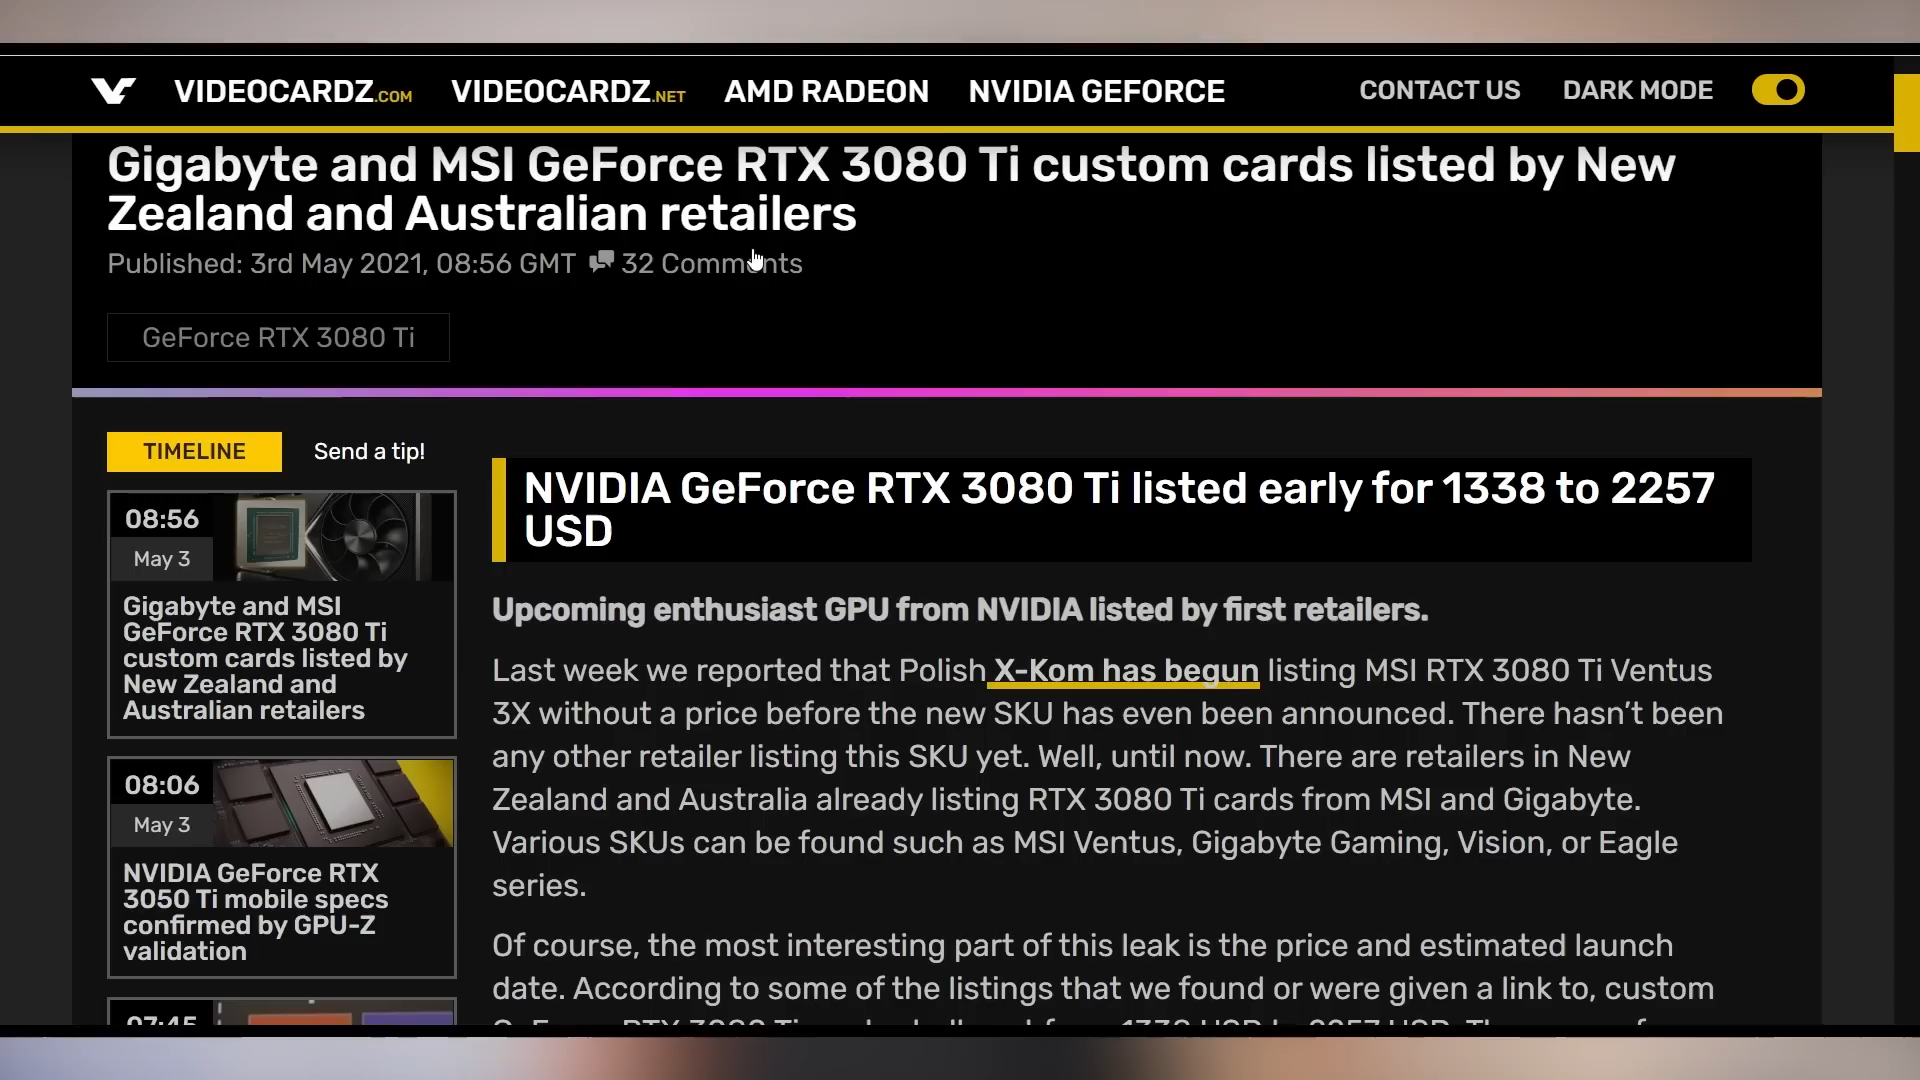 VIDEOCARDZ.COM VIDEOCARDZ.NET AMD RADEON NVIDIA GEFORCE CONTACT US DARK MODE
Gigabyte and MSI GeForce RTX 3080 Ti custom cards listed by New
Zealand and Australian retailers
Published: 3rd May 2021, 08:56 GMT 32 Comments
GeForce RTX 3080 Ti
TIMELINE Send a tip!
08:56
May 3
Gigabyte and MSI
GeForce RTX 3080 Ti
custom cards listed by
New Zealand and
Australian retailers
08:06
May 3
NVIDIA GeForce RTX
3050 Ti mobile specs
confirmed by GPU-Z
validation
07:45
NVIDIA GeForce RTX 3080 Ti listed early for 1338 to 2257
USD
Upcoming enthusiast GPU from NVIDIA listed by first retailers.
Last week we reported that Polish X-Kom has begun listing MSI RTX 3080 Ti Ventus
3X without a price before the new SKU has even been announced. There hasn't been
any other retailer listing this SKU yet. Well, until now. There are retailers in New
Zealand and Australia already listing RTX 3080 Ti cards from MSI and Gigabyte.
Various SKUs can be found such as MSI Ventus, Gigabyte Gaming, Vision, or Eagle
series.
Of course, the most interesting part of this leak is the price and estimated launch
date. According to some of the listings that we found or were given a link to, custom